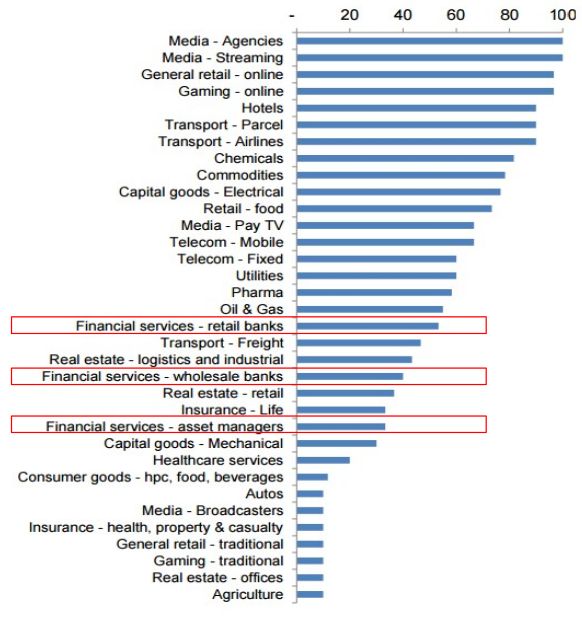 - 20 40 60 80 100
Media - Agencies
Media - Streaming
General retail - online
Gaming - online
Hotels
Transport - Parcel
Transport - Airlines
Chemicals
Commodities
Capital goods - Electrical
Retail - food
Media - Pay TV
Telecom - Mobile
Telecom - Fixed
Utilities
Pharma
Oil & Gas
Financial services - retail banks
Transport - Freight
Real estate - logistics and industrial
Financial services - wholesale banks
Real estate - retail
Insurance - Life
Financial services - asset managers
Capital goods - Mechanical
Healthcare services
Consumer goods - hpc, food, beverages
Autos
Media - Broadcasters
Insurance - health, property & casualty
General retail - traditional
Gaming - traditional
Real estate - offices
Agriculture